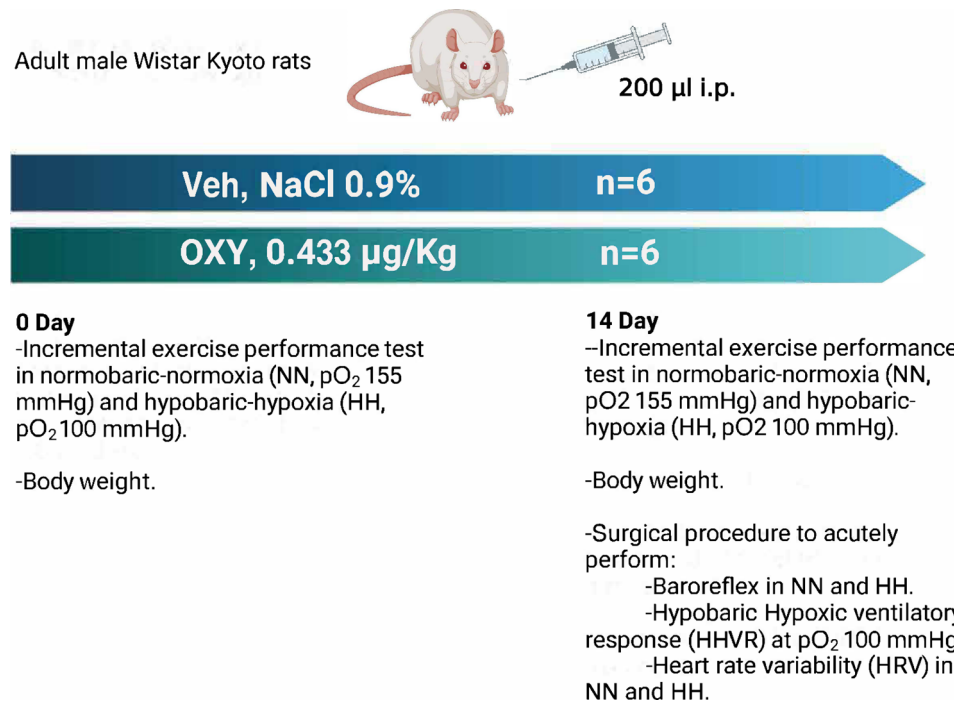 Adult male Wistar Kyoto rats
200 µl i.p.
Veh, NaCl 0.9% n=6
OXY, 0.433 µg/Kg n=6
0 Day
-Incremental exercise performance test
in normobaric-normoxia (NN, pO₂ 155
mmHg) and hypobaric-hypoxia (HH,
pO₂ 100 mmHg).
-Body weight.
14 Day
--Incremental exercise performance
test in normobaric-normoxia (NN,
pO2 155 mmHg) and hypobaric-
hypoxia (HH, pO2 100 mmHg).
-Body weight.
-Surgical procedure to acutely
perform:
-Baroreflex in NN and HH.
-Hypobaric Hypoxic ventilatory
response (HHVR) at pO₂ 100 mmHg
-Heart rate variability (HRV) in
NN and HH.